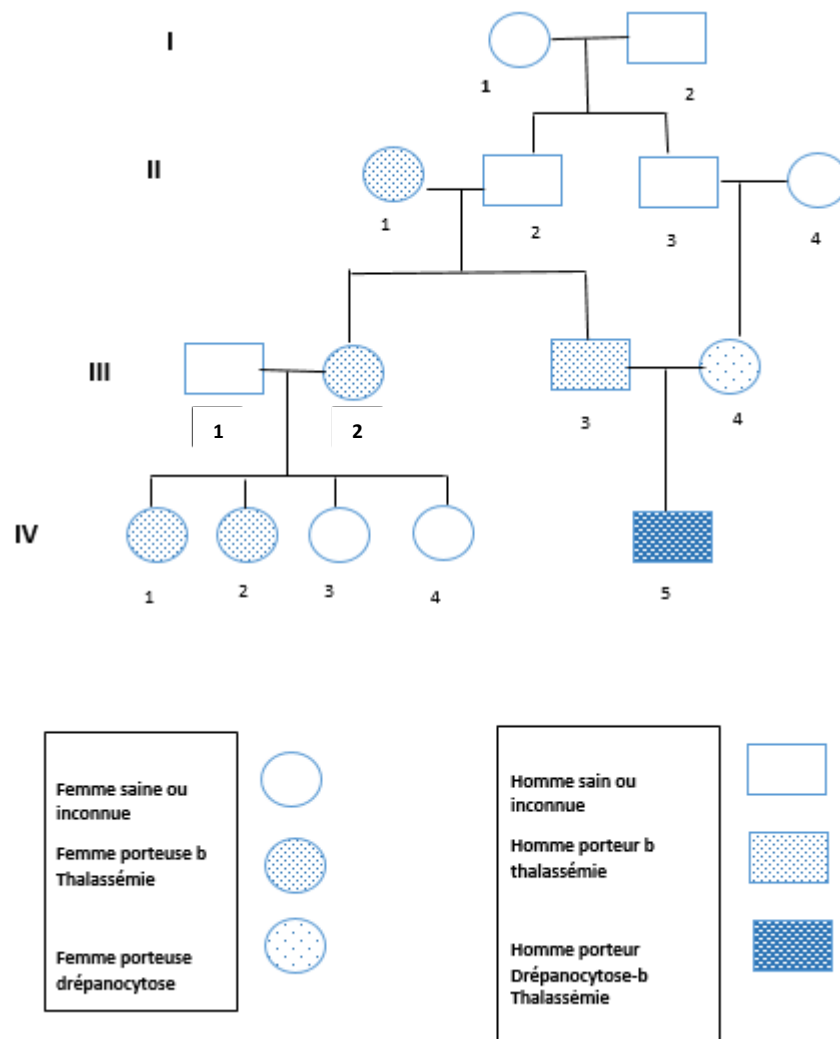 I
1
2
II
1
2
3
4
III
1
2
3
4
IV
1
2
3
4
5
Femme saine ou
inconnue
Femme porteuse b
Thalassémie
Femme porteuse
drépanocytose
Homme sain ou
inconnue
Homme porteur b
thalassémie
Homme porteur
Drépanocytose-b
Thalassémie